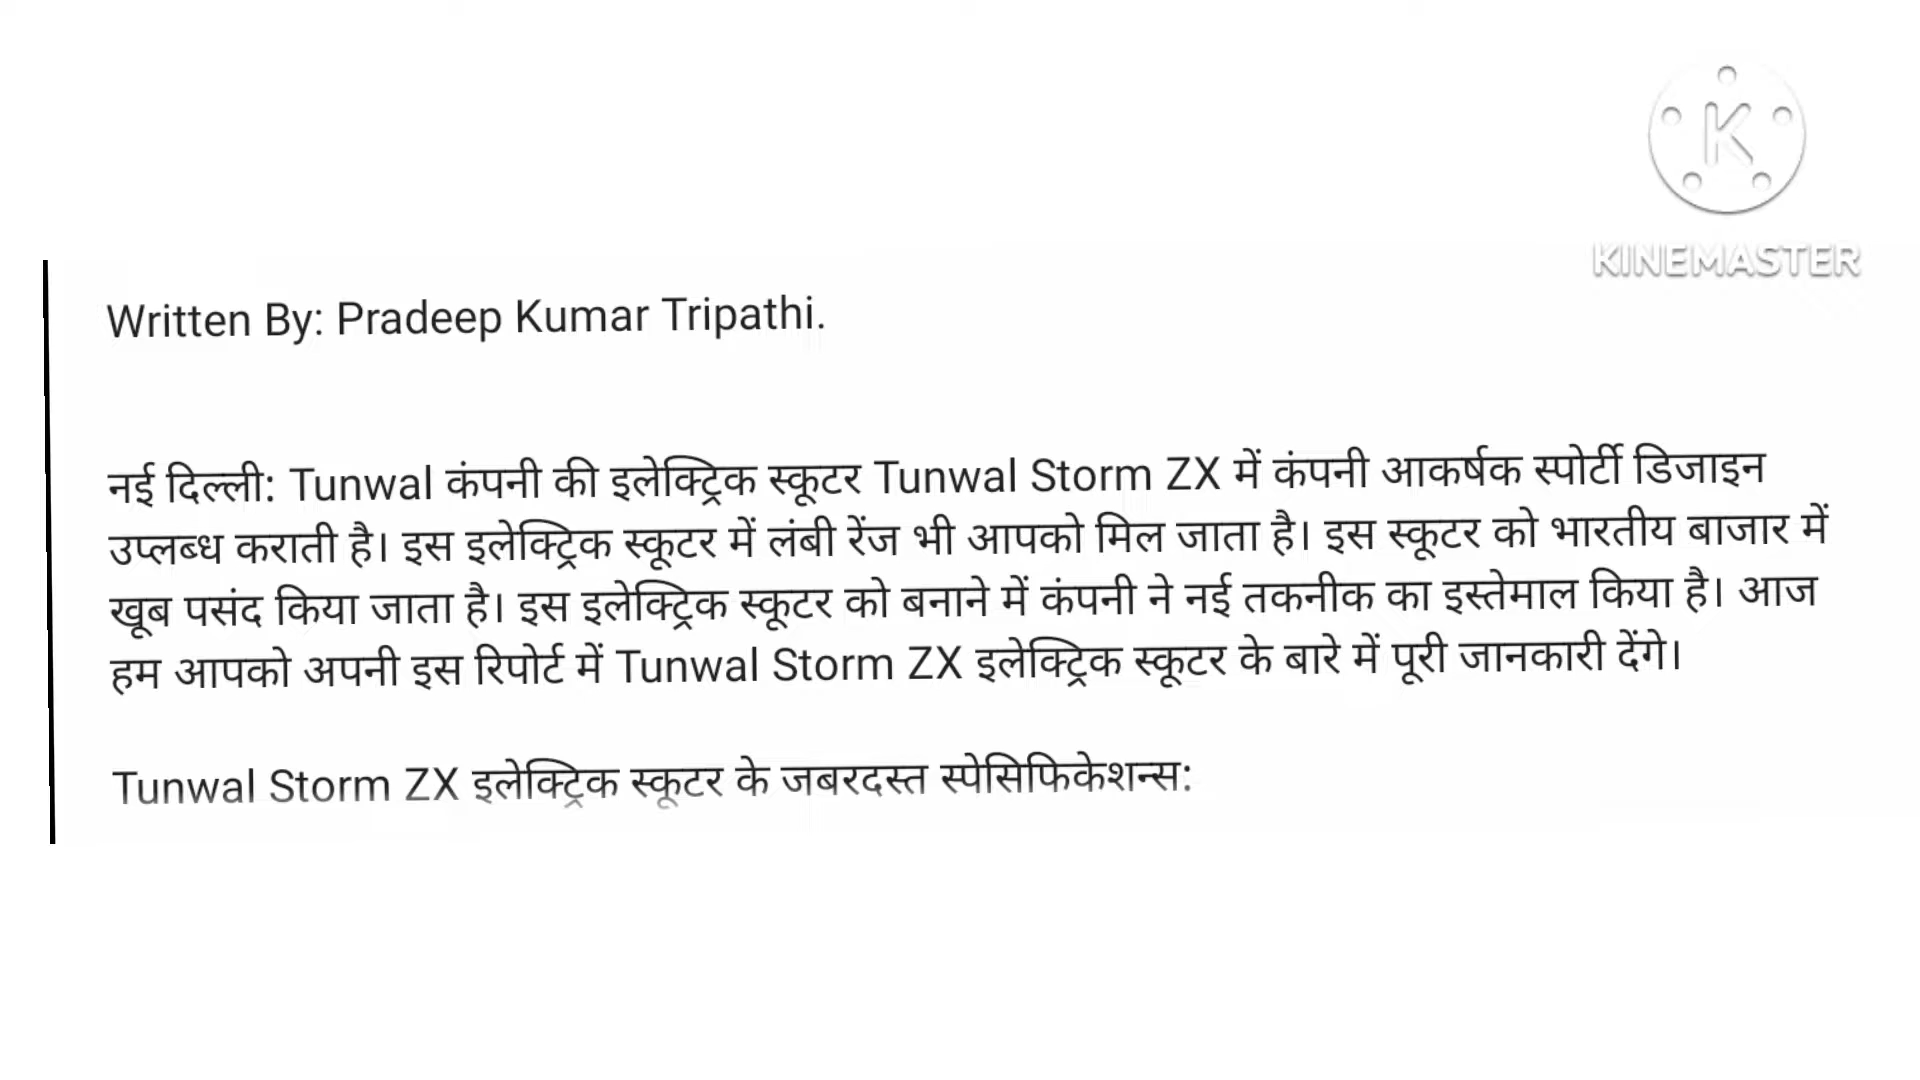 K
KINEMASTER
Written By: Pradeep Kumar Tripathi.
नई दिल्ली: Tunwal कंपनी की इलेक्ट्रिक स्कूटर Tunwal Storm ZX में कंपनी आकर्षक स्पोर्टी डिजाइन
उप्लब्ध कराती है। इस इलेक्ट्रिक स्कूटर में लंबी रेंज भी आपको मिल जाता है। इस स्कूटर को भारतीय बाजार में
खूब पसंद किया जाता है। इस इलेक्ट्रिक स्कूटर को बनाने में कंपनी ने नई तकनीक का इस्तेमाल किया है। आज
हम आपको अपनी इस रिपोर्ट में Tunwal Storm ZX इलेक्ट्रिक स्कूटर के बारे में पूरी जानकारी देंगे।
Tunwal Storm ZX इलेक्ट्रिक स्कूटर के जबरदस्त स्पेसिफिकेशन्स: